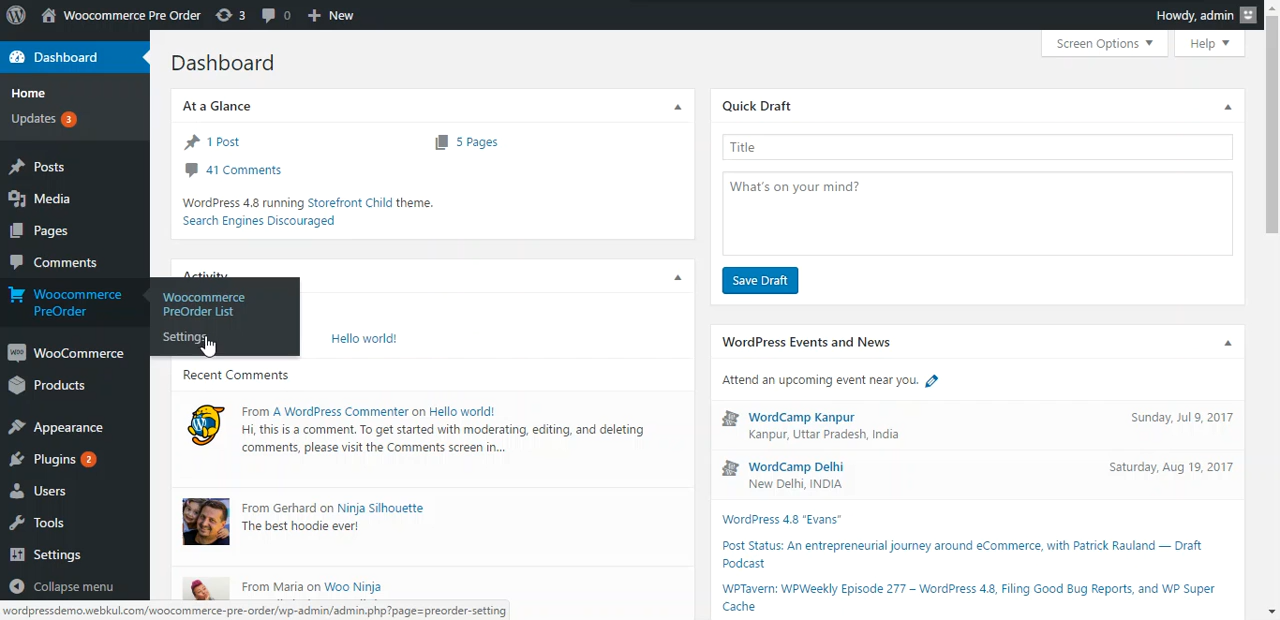 Woocommerce Pre Order 3 0 New
Howdy, admin
Dashboard
Home
Updates 3
Posts
Media
Pages
Comments
Woocommerce
PreOrder
Woocommerce
PreOrder List
Settings
WooCommerce
Products
Appearance
Plugins 2
Users
Tools
Settings
Collapse menu
Screen Options
Help
Dashboard
At a Glance
1 Post
5 Pages
41 Comments
WordPress 4.8 running Storefront Child theme.
Search Engines Discouraged
Activity
Hello world!
Recent Comments
From A WordPress Commenter on Hello world!
Hi, this is a comment. To get started with moderating, editing, and deleting
comments, please visit the Comments screen in...
From Gerhard on Ninja Silhouette
The best hoodie ever!
From Maria on Woo Ninja
Quick Draft
Title
What's on your mind?
Save Draft
WordPress Events and News
Attend an upcoming event near you.
WordCamp Kanpur
Sunday, Jul 9, 2017
Kanpur, Uttar Pradesh, India
WordCamp Delhi
Saturday, Aug 19, 2017
New Delhi, INDIA
WordPress 4.8 “Evans”
Post Status: An entrepreneurial journey around eCommerce, with Patrick Rauland — Draft
Podcast
WPTavern: WPWeekly Episode 277 – WordPress 4.8, Filing Good Bug Reports, and WP Super
Cache
wordpressdemo.webkul.com/woocommerce-pre-order/wp-admin/admin.php?page=preorder-setting